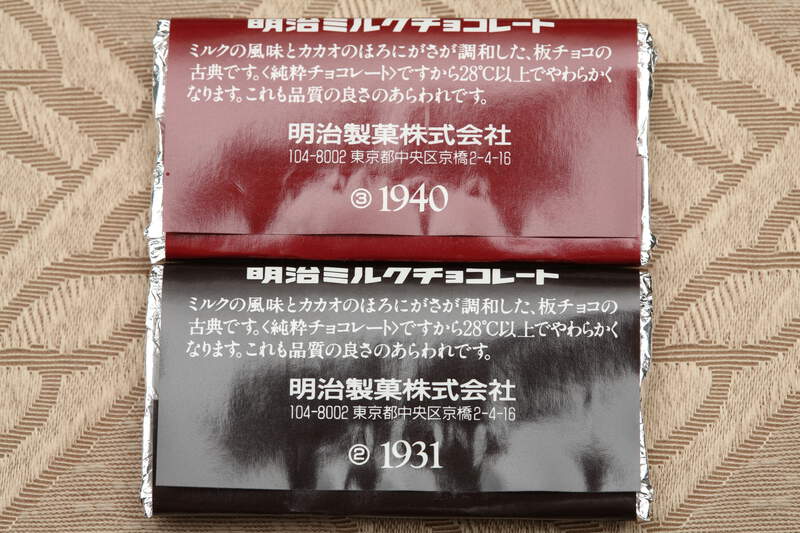 明治ミルクチョコレート
ミルクの風味とカカオのほろにがさが調和した、板チョコの
古典です。〈純粋チョコレート〉ですから28℃以上でやわらかく
なります。これも品質の良さのあらわれです。
明治製菓株式会社
104-8002 東京都中央区京橋2-4-16
③ 1940
明治ミルクチョコレート
ミルクの風味とカカオのほろにがさが調和した、板チョコの
古典です。〈純粋チョコレート〉ですから28℃以上でやわらかく
なります。これも品質の良さのあらわれです。
明治製菓株式会社
104-8002 東京都中央区京橋2-4-16
② 1931